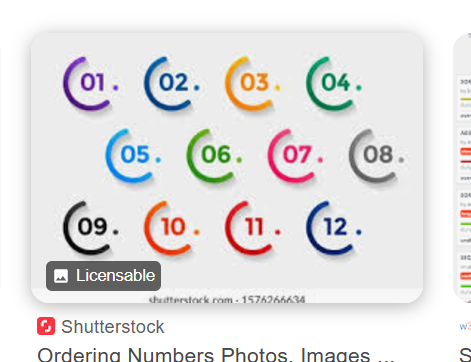 01. 02. 03. 04.
05. 06. 07. 08.
09. 10. 11. 12.
Licensable
shutterstock.com · 1576266634
Shutterstock
Ordering Numbers Photos, Images ...